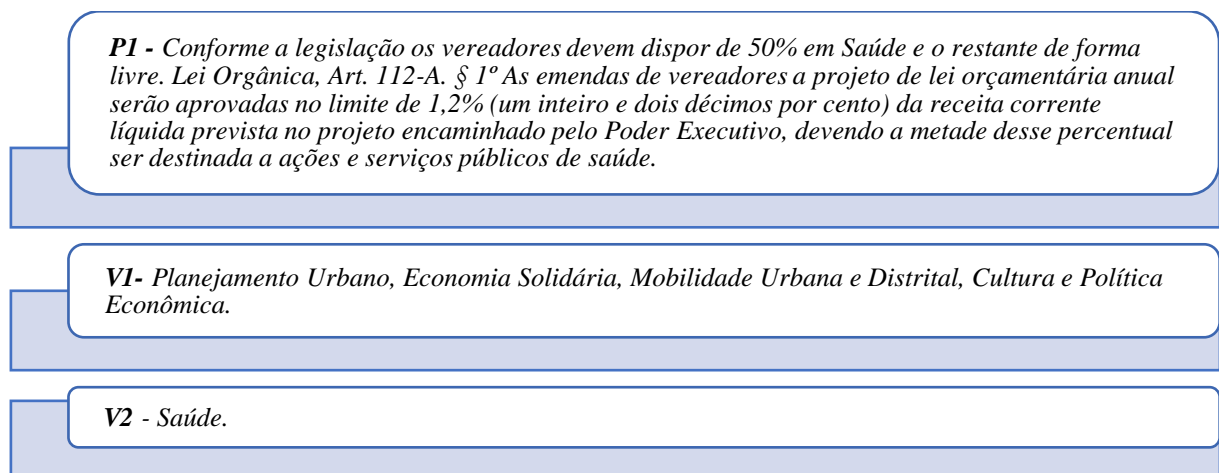 P1 - Conforme a legislação os vereadores devem dispor de 50% em Saúde e o restante de forma
livre. Lei Orgânica, Art. 112-A. § 1º As emendas de vereadores a projeto de lei orçamentária anual
serão aprovadas no limite de 1,2% (um inteiro e dois décimos por cento) da receita corrente
líquida prevista no projeto encaminhado pelo Poder Executivo, devendo a metade desse percentual
ser destinada a ações e serviços públicos de saúde.
V1- Planejamento Urbano, Economia Solidária, Mobilidade Urbana e Distrital, Cultura e Política
Econômica.
V2 - Saúde.